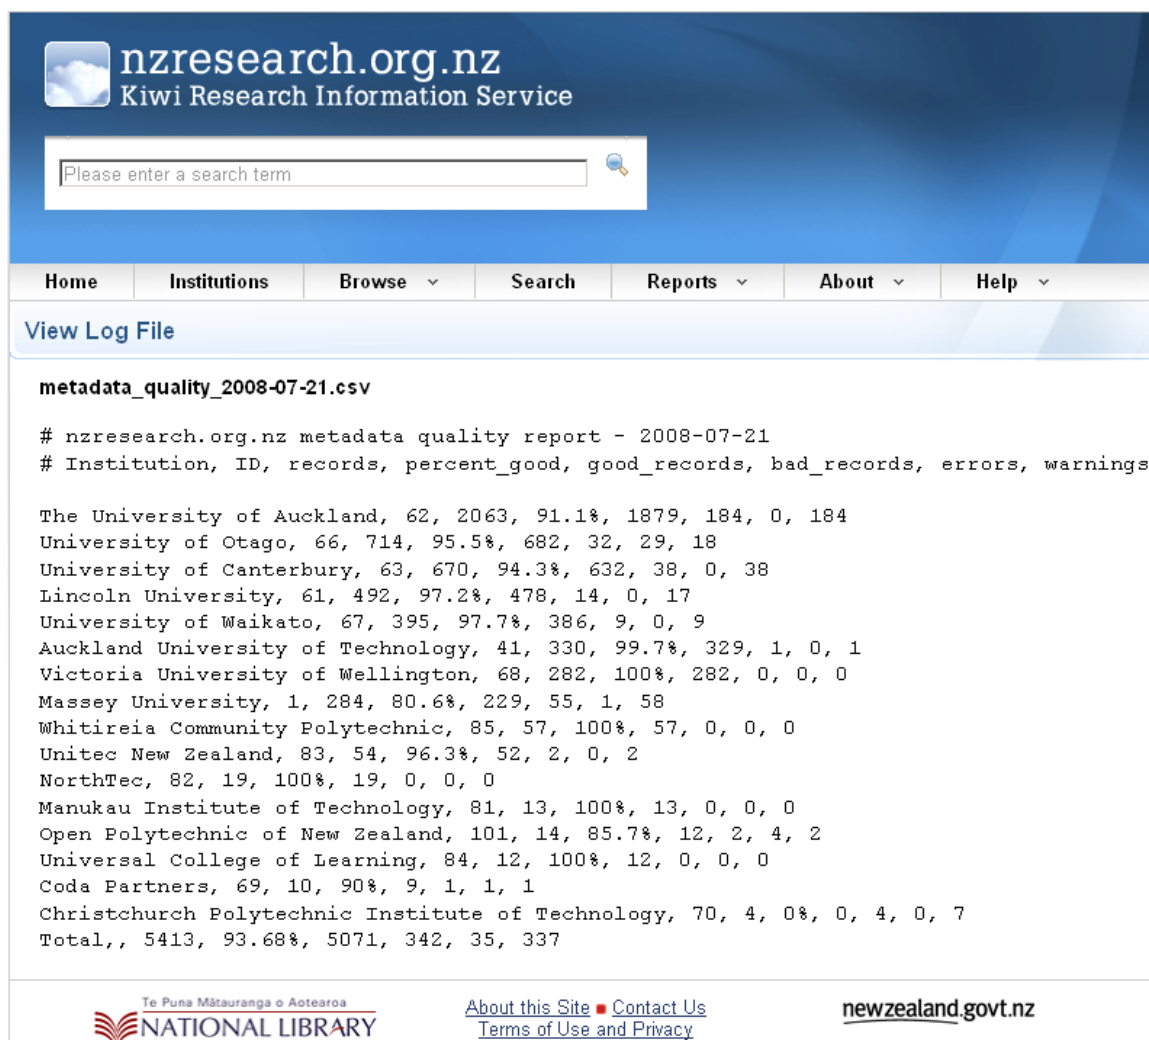 nzresearch.org.nz
Kiwi Research Information Service
Please enter a search term
Home Institutions Browse Search Reports About Help
View Log File
metadata_quality_2008-07-21.csv
# nzresearch.org.nz metadata quality report - 2008-07-21
# Institution, ID, records, percent_good, good_records, bad_records, errors, warnings
The University of Auckland, 62, 2063, 91.1%, 1879, 184, 0, 184
University of Otago, 66, 714, 95.5%, 682, 32, 29, 18
University of Canterbury, 63, 670, 94.3%, 632, 38, 0, 38
Lincoln University, 61, 492, 97.2%, 478, 14, 0, 17
University of Waikato, 67, 395, 97.7%, 386, 9, 0, 9
Auckland University of Technology, 41, 330, 99.7%, 329, 1, 0, 1
Victoria University of Wellington, 68, 282, 100%, 282, 0, 0, 0
Massey University, 1, 284, 80.6%, 229, 55, 1, 58
Whitireia Community Polytechnic, 85, 57, 100%, 57, 0, 0, 0
Unitec New Zealand, 83, 54, 96.3%, 52, 2, 0, 2
NorthTec, 82, 19, 100%, 19, 0, 0, 0
Manukau Institute of Technology, 81, 13, 100%, 13, 0, 0, 0
Open Polytechnic of New Zealand, 101, 14, 85.7%, 12, 2, 4, 2
Universal College of Learning, 84, 12, 100%, 12, 0, 0, 0
Coda Partners, 69, 10, 90%, 9, 1, 1, 1
Christchurch Polytechnic Institute of Technology, 70, 4, 0%, 0, 4, 0, 7
Total,, 5413, 93.68%, 5071, 342, 35, 337
Te Puna Mātauranga o Aotearoa
NATIONAL LIBRARY
About this Site Contact Us
Terms of Use and Privacy
newzealand.govt.nz